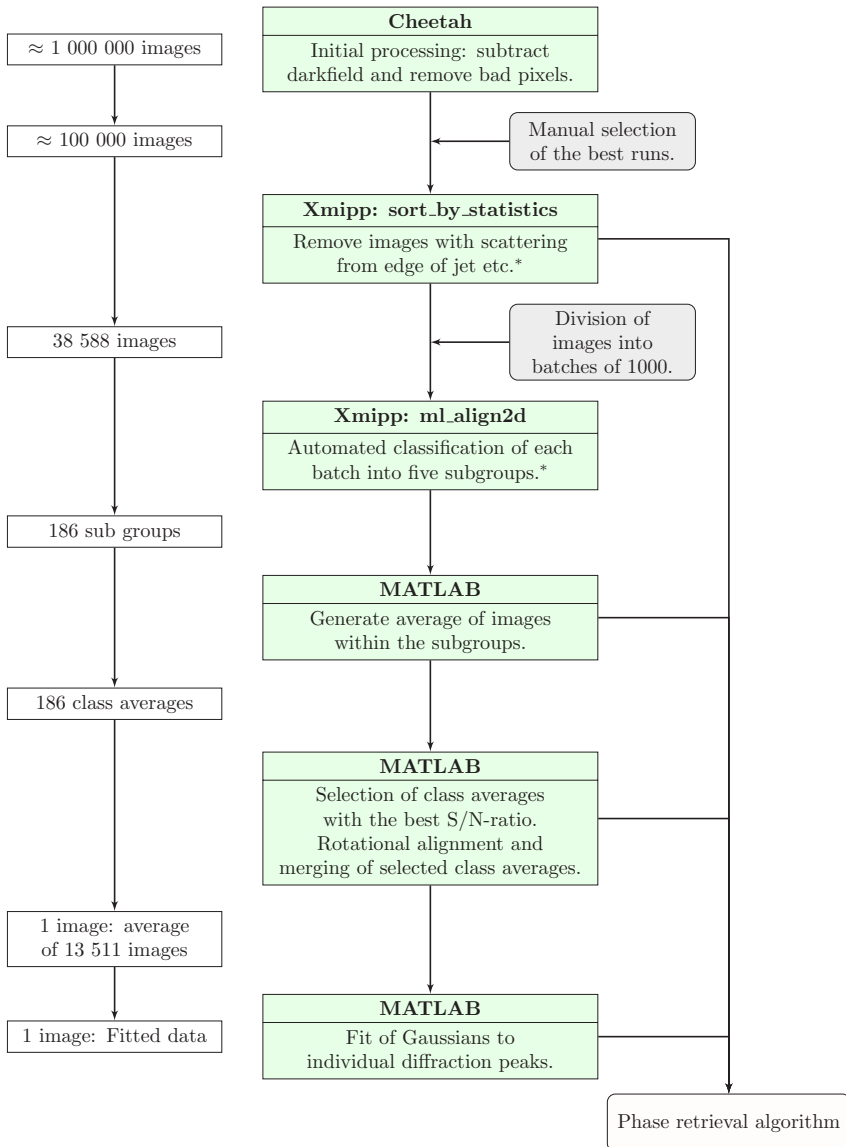 ≈ 1 000 000 images
≈ 100 000 images
38 588 images
186 sub groups
186 class averages
1 image: average
of 13 511 images
1 image: Fitted data
Cheetah
Initial processing: subtract
darkfield and remove bad pixels.
Manual selection
of the best runs.
Xmipp: sort_by_statistics
Remove images with scattering
from edge of jet etc.*
Division of
images into
batches of 1000.
Xmipp: ml_align2d
Automated classification of each
batch into five subgroups.*
MATLAB
Generate average of images
within the subgroups.
MATLAB
Selection of class averages
with the best S/N-ratio.
Rotational alignment and
merging of selected class averages.
MATLAB
Fit of Gaussians to
individual diffraction peaks.
Phase retrieval algorithm